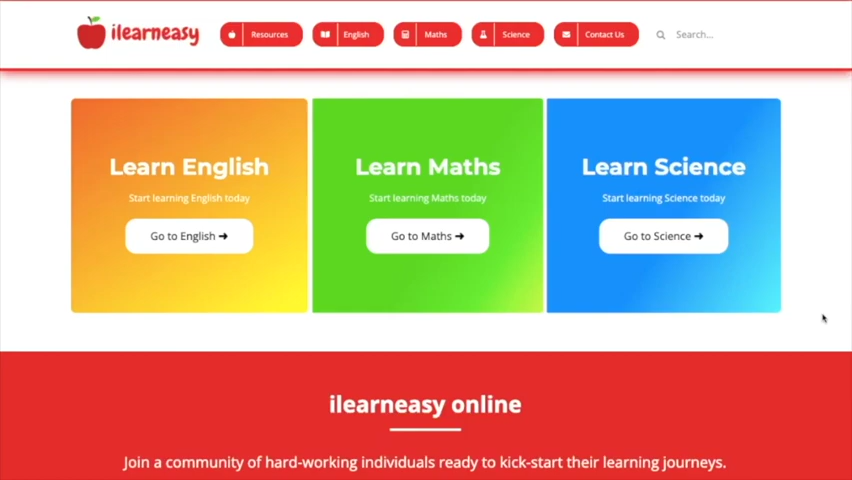 ilearneasy
Resources
English
Maths
Science
Contact Us
Search...
Learn English
Start learning English today
Go to English ➜
Learn Maths
Start learning Maths today
Go to Maths ➜
Learn Science
Start learning Science today
Go to Science ➜
ilearneasy online
Join a community of hard-working individuals ready to kick-start their learning journeys.